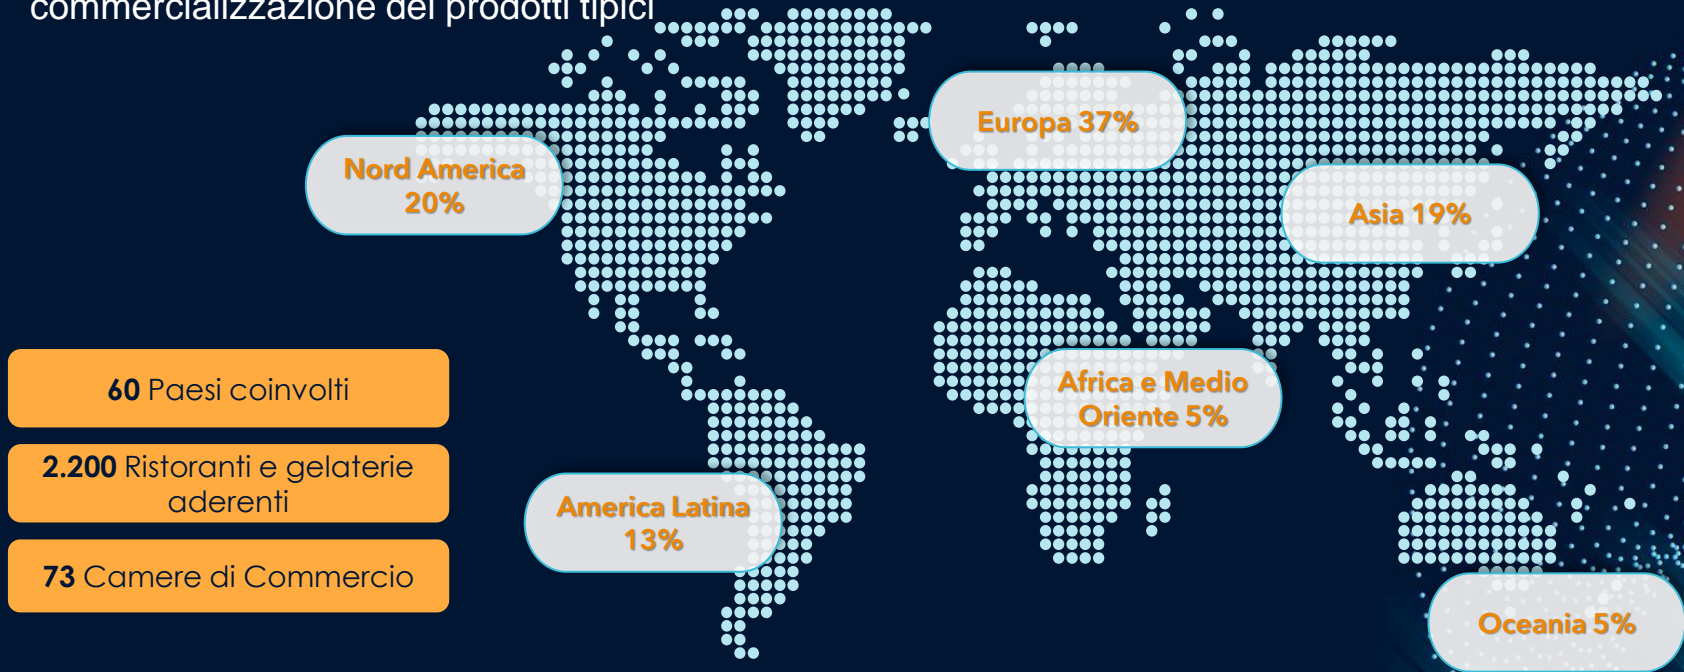 commercializzazione dei prodotti tipici
Europa 37%
Nord America
20%
Asia 19%
Africa e Medio
Oriente 5%
60 Paesi coinvolti
2.200 Ristoranti e gelaterie
aderenti
America Latina
13%
73 Camere di Commercio
Oceania 5%